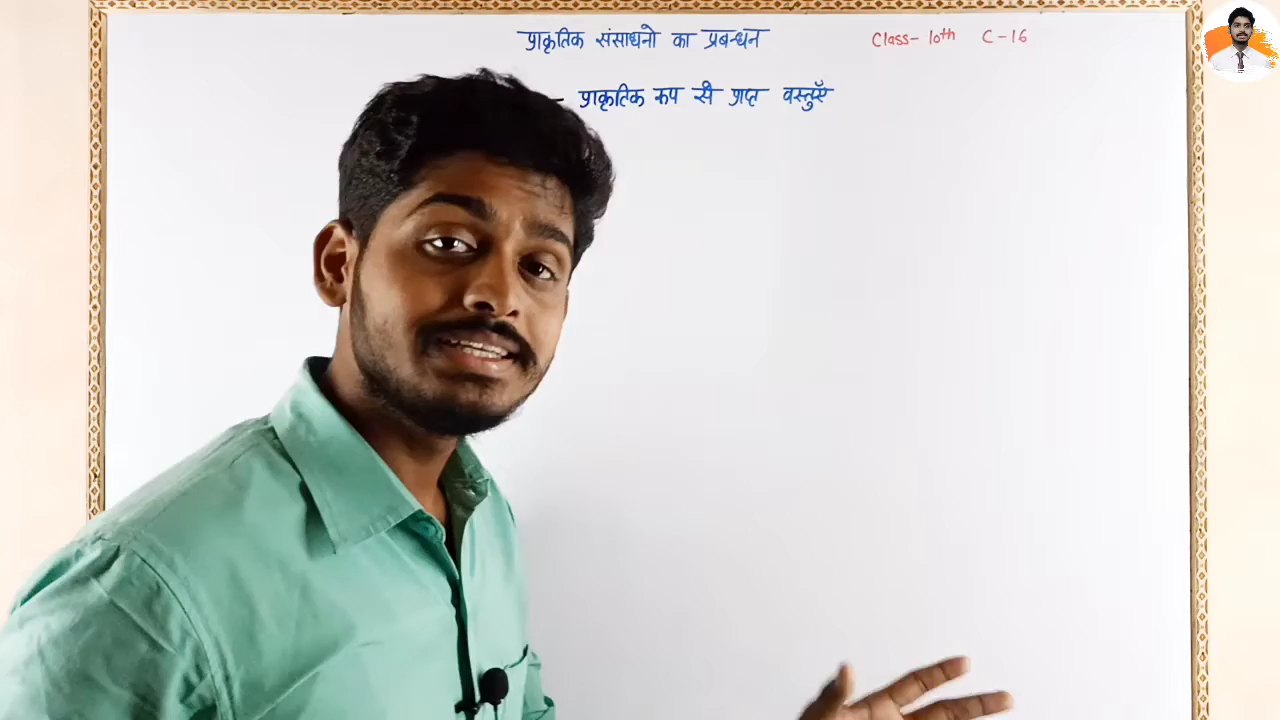 प्राकृतिक संसाधनो का प्रबन्धन Class- 10th C-16
- प्राकृतिक रूप से प्राप्त वस्तुएँ